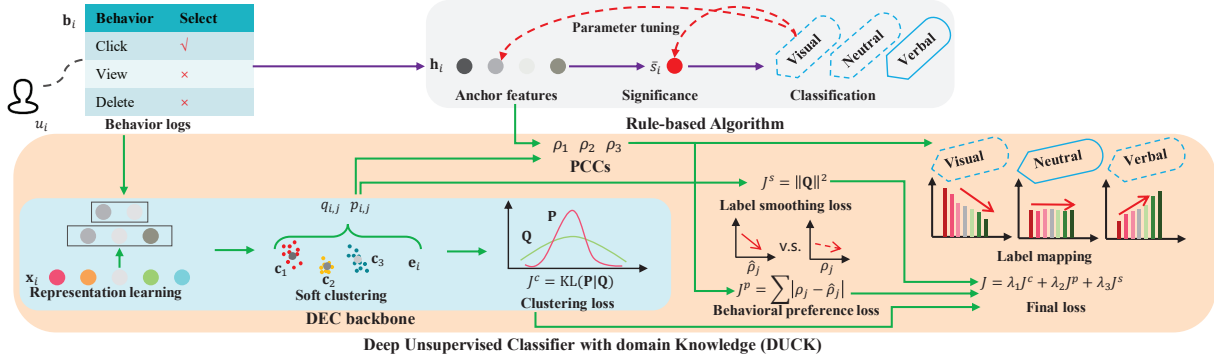 b_i
Behavior Select
Click √
View ×
Delete ×
Behavior logs
u_i
Parameter tuning
h_i
s̄_i
Visual
Neutral
Verbal
Anchor features
Significance
Classification
Rule-based Algorithm
ρ_1 ρ_2 ρ_3
PCCs
q_{i,j} p_{i,j}
x_i
Representation learning
c_1
c_2
c_3
e_i
Soft clustering
P
Q
J^c = KL(P|Q)
Clustering loss
DEC backbone
J^s = ‖Q‖^2
Label smoothing loss
v.s.
ρ̂_j
ρ_j
J^p = ∑|ρ_j − ρ̂_j|
Behavioral preference loss
Visual
Neutral
Verbal
Label mapping
J = λ_1J^c + λ_2J^p + λ_3J^s
Final loss
Deep Unsupervised Classifier with domain Knowledge (DUCK)